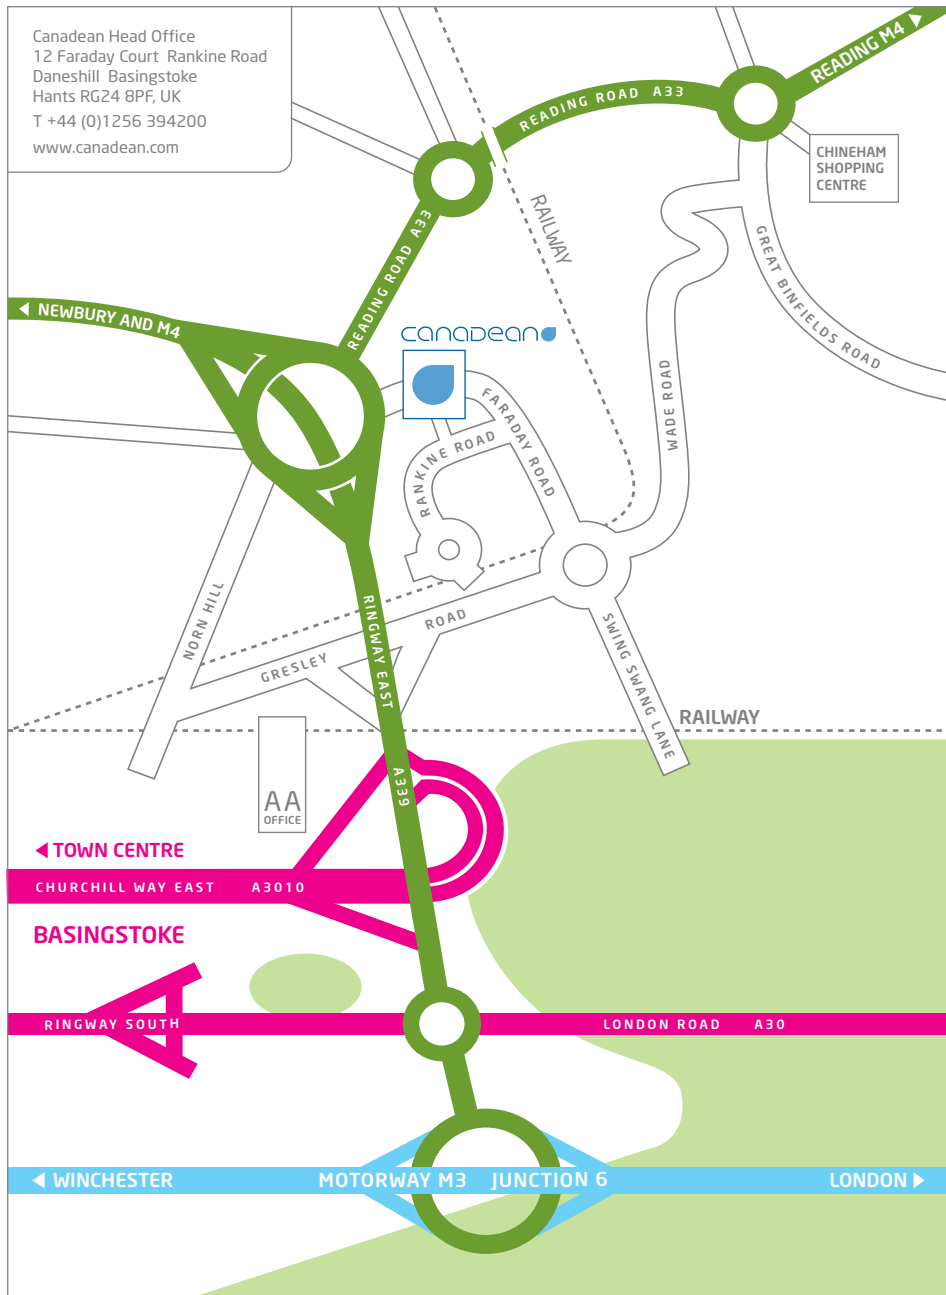 Canadean Head Office
12 Faraday Court Rankine Road
Daneshill Basingstoke
Hants RG24 8PF, UK
T +44 (0)1256 394200
www.canadean.com
READING M4
READING ROAD A33
CHINEHAM
SHOPPING
CENTRE
RAILWAY
READING ROAD A33
GREAT BINFIELDS ROAD
NEWBURY AND M4
canadean
WADE ROAD
FARADAY ROAD
RANKINE ROAD
NORN HILL
RINGWAY EAST
GRESLEY ROAD
SWING SWANG LANE
RAILWAY
A339
AA
OFFICE
TOWN CENTRE
CHURCHILL WAY EAST A3010
BASINGSTOKE
RINGWAY SOUTH
LONDON ROAD A30
WINCHESTER
MOTORWAY M3 JUNCTION 6
LONDON